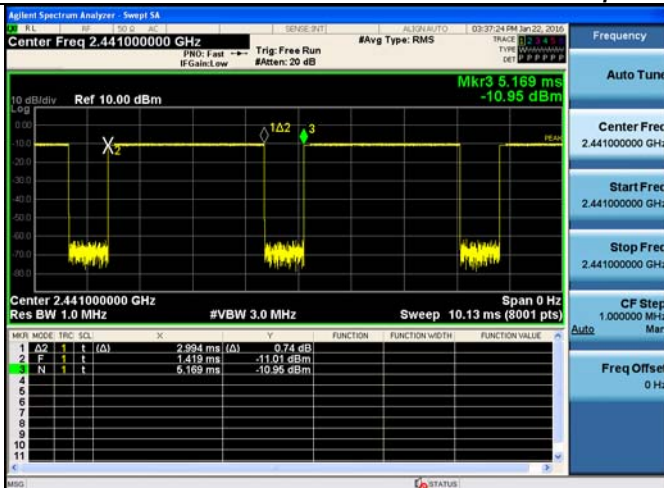 Agilent Spectrum Analyzer - Swept SA
RL RF 50 Ω AC SENSE:INT ALIGN AUTO 03:37:24 PM Jan 22, 2016
Center Freq 2.441000000 GHz
PNO: Fast
IFGain:Low
Trig: Free Run
#Atten: 20 dB
#Avg Type: RMS
TRACE 1 2 3 4 5 6
TYPE
DET P P P P P P
Mkr3 5.169 ms
-10.95 dBm
10 dB/div Ref 10.00 dBm
Log
0.00
-10.0
-20.0
-30.0
-40.0
-50.0
-60.0
-70.0
-80.0
1Δ2
3
2
PEAK
Center 2.441000000 GHz Span 0 Hz
Res BW 1.0 MHz #VBW 3.0 MHz Sweep 10.13 ms (8001 pts)
MKR MODE TRC SCL X Y FUNCTION FUNCTION WIDTH FUNCTION VALUE
1 Δ2 1 t (Δ) 2.994 ms (Δ) 0.74 dB
2 F 1 t 1.419 ms -11.01 dBm
3 N 1 t 5.169 ms -10.95 dBm
4
5
6
7
8
9
10
11
MSG STATUS
Frequency
Auto Tune
Center Freq
2.441000000 GHz
Start Freq
2.441000000 GHz
Stop Freq
2.441000000 GHz
CF Step
1.000000 MHz
Auto Man
Freq Offset
0 Hz